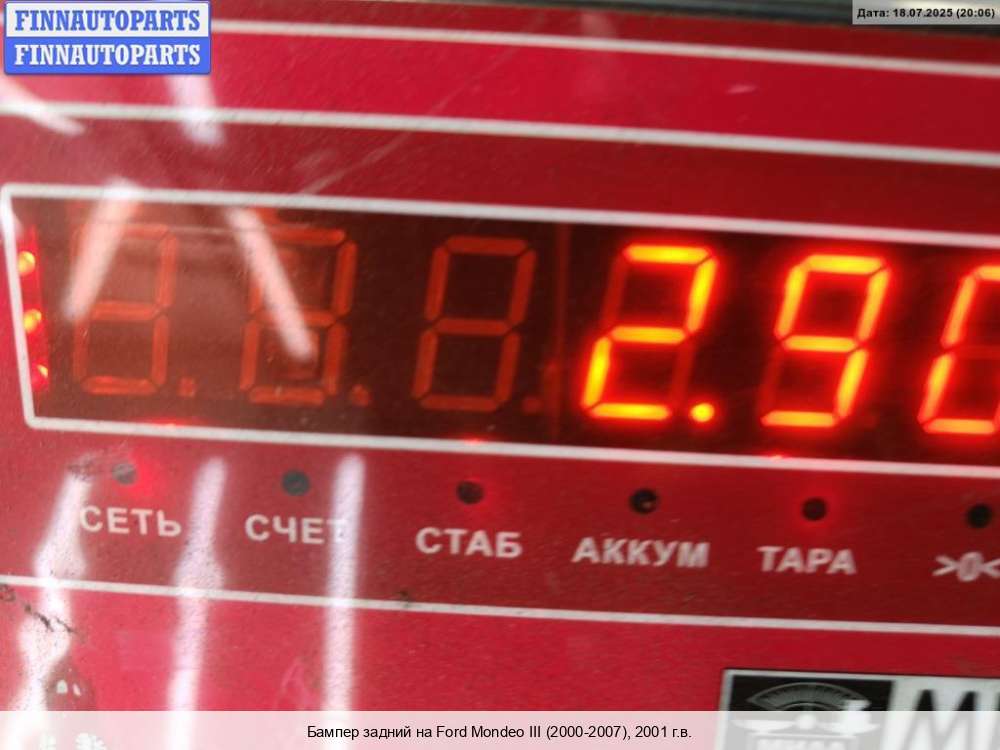 FINNAUTOPARTS
FINNAUTOPARTS
Дата: 18.07.2025 (20:06)
2.9
СЕТЬ СЧЕТ СТАБ АККУМ ТАРА >0<
Бампер задний на Ford Mondeo III (2000-2007), 2001 г.в.